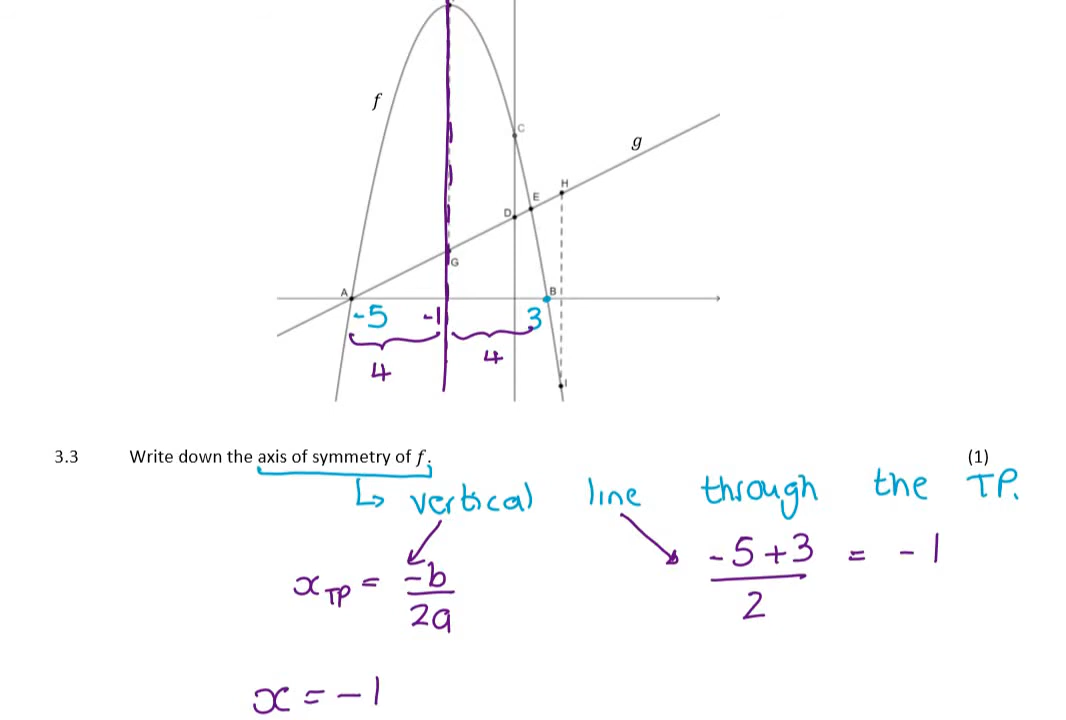 f
C
g
H
E
D
G
A
B
-5 -1 3
4 4
I
3.3 Write down the axis of symmetry of f. (1)
↳ vertical line through the TP.
x_TP = -b/2a
-5+3/2 = -1
x = -1